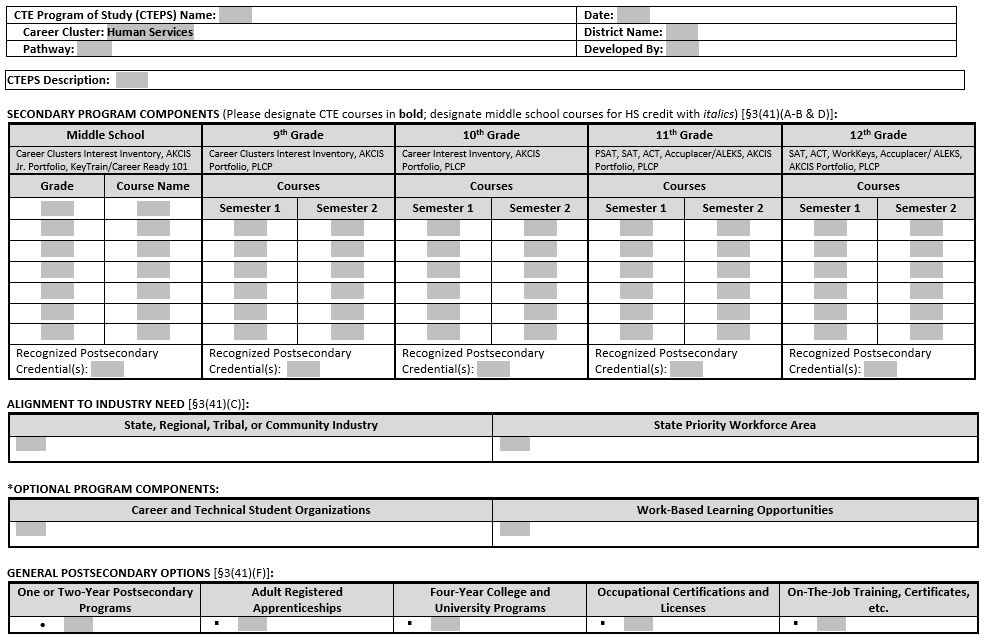 CTE Program of Study (CTEPS) Name: Date:
Career Cluster: Human Services District Name:
Pathway: Developed By:
CTEPS Description:
SECONDARY PROGRAM COMPONENTS (Please designate CTE courses in bold; designate middle school courses for HS credit with italics) [§3(41)(A-B & D)]:
Middle School 9th Grade 10th Grade 11th Grade 12th Grade
Career Clusters Interest Inventory, AKCIS Career Clusters Interest Inventory, AKCIS Career Interest Inventory, AKCIS PSAT, SAT, ACT, Accuplacer/ALEKS, AKCIS SAT, ACT, WorkKeys, Accuplacer/ ALEKS,
Jr. Portfolio, KeyTrain/Career Ready 101 Portfolio, PLCP Portfolio, PLCP Portfolio, PLCP AKCIS Portfolio, PLCP
Grade Course Name Courses Courses Courses Courses
Semester 1 Semester 2 Semester 1 Semester 2 Semester 1 Semester 2 Semester 1 Semester 2
Recognized Postsecondary Recognized Postsecondary Recognized Postsecondary Recognized Postsecondary Recognized Postsecondary
Credential(s): Credential(s): Credential(s): Credential(s): Credential(s):
ALIGNMENT TO INDUSTRY NEED [§3(41)(C)]:
State, Regional, Tribal, or Community Industry State Priority Workforce Area
*OPTIONAL PROGRAM COMPONENTS:
Career and Technical Student Organizations Work-Based Learning Opportunities
GENERAL POSTSECONDARY OPTIONS [§3(41)(F)]:
One or Two-Year Postsecondary Adult Registered Four-Year College and Occupational Certifications and On-The-Job Training, Certificates,
Programs Apprenticeships University Programs Licenses etc.